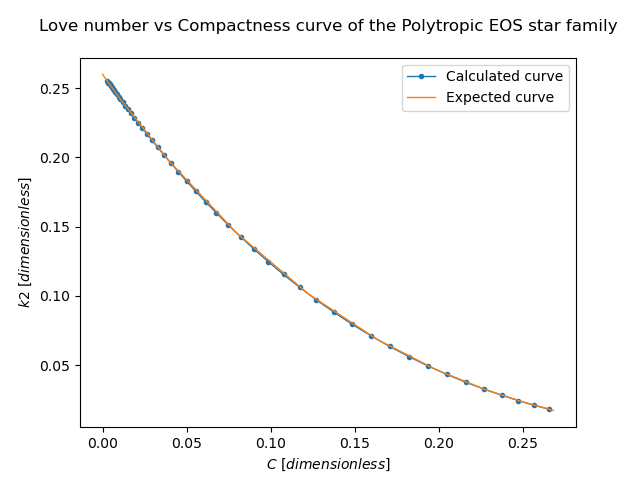 Love number vs Compactness curve of the Polytropic EOS star family
Calculated curve
Expected curve
k2 [dimensionless]
0.25
0.20
0.15
0.10
0.05
0.00 0.05 0.10 0.15 0.20 0.25
C [dimensionless]